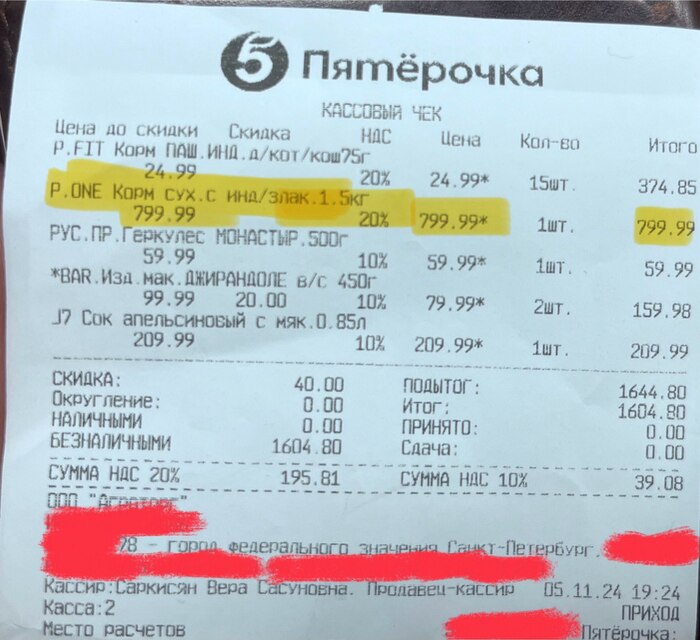 5 Пятёрочка
КАССОВЫЙ ЧЕК
Цена до скидки Скидка НДС Цена Кол-во Итого
P.FIT Корм ПАШ.ИНД.д/кот/кош75г
24.99 20% 24.99* 15шт. 374.85
P.ONE Корм сух.с инд/злак.1.5кг
799.99 20% 799.99* 1шт. 799.99
РУС.ПР.Геркулес МОНАСТЫР.500г
59.99 10% 59.99* 1шт. 59.99
*BAR.Изд.мак.ДЖИРАНДОЛЕ в/с 450г
99.99 20.00 10% 79.99* 2шт. 159.98
J7 Сок апельсиновый с мяк.0.85л
209.99 10% 209.99* 1шт. 209.99
СКИДКА: 40.00 ПОДЫТОГ: 1644.80
Округление: 0.00 Итог: 1604.80
НАЛИЧНЫМИ 0.00 ПРИНЯТО: 0.00
БЕЗНАЛИЧНЫМИ 1604.80 Сдача: 0.00
СУММА НДС 20% 195.81 СУММА НДС 10% 39.08
ООО "Агроторг"
78 - город федерального значения Санкт-Петербург.
Кассир:Саркисян Вера Сасуновна. Продавец-кассир 05.11.24 19:24
Касса:2 ПРИХОД
Место расчетов Пятёрочка: